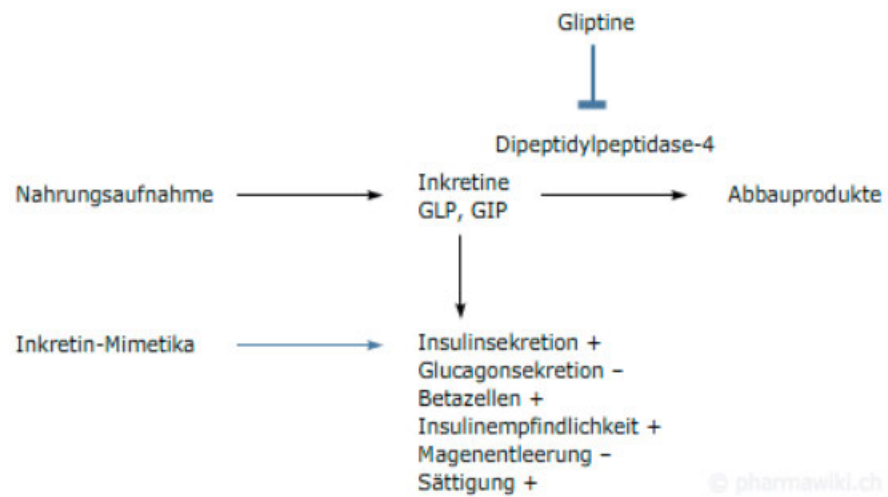 Gliptine
Dipeptidylpeptidase-4
Nahrungsaufnahme
Inkretine
GLP, GIP
Abbauprodukte
Inkretin-Mimetika
Insulinsekretion +
Glucagonsekretion –
Betazellen +
Insulinempfindlichkeit +
Magenentleerung –
Sättigung +
© pharmawiki.ch